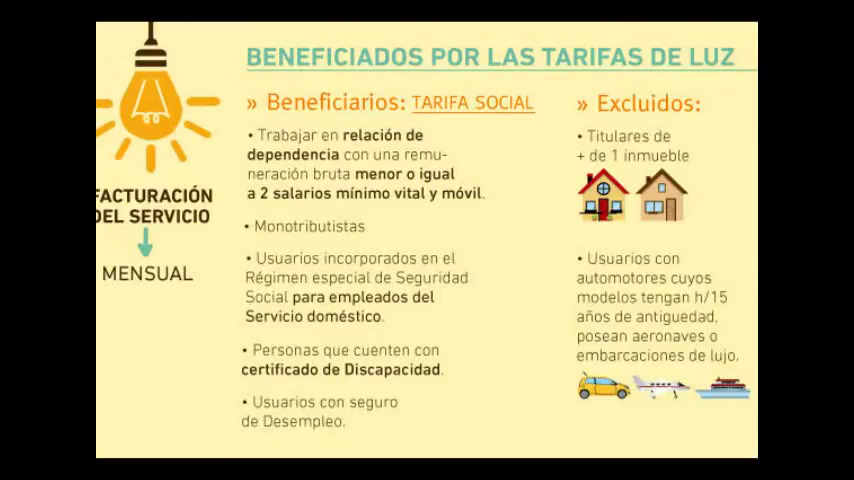 BENEFICIADOS POR LAS TARIFAS DE LUZ
FACTURACIÓN
DEL SERVICIO
MENSUAL
» Beneficiarios: TARIFA SOCIAL
• Trabajar en relación de
dependencia con una remu-
neración bruta menor o igual
a 2 salarios mínimo vital y móvil.
• Monotributistas
• Usuarios incorporados en el
Régimen especial de Seguridad
Social para empleados del
Servicio doméstico.
• Personas que cuenten con
certificado de Discapacidad.
• Usuarios con seguro
de Desempleo.
» Excluidos:
• Titulares de
+ de 1 inmueble
• Usuarios con
automotores cuyos
modelos tengan h/15
años de antiguedad,
posean aeronaves o
embarcaciones de lujo.